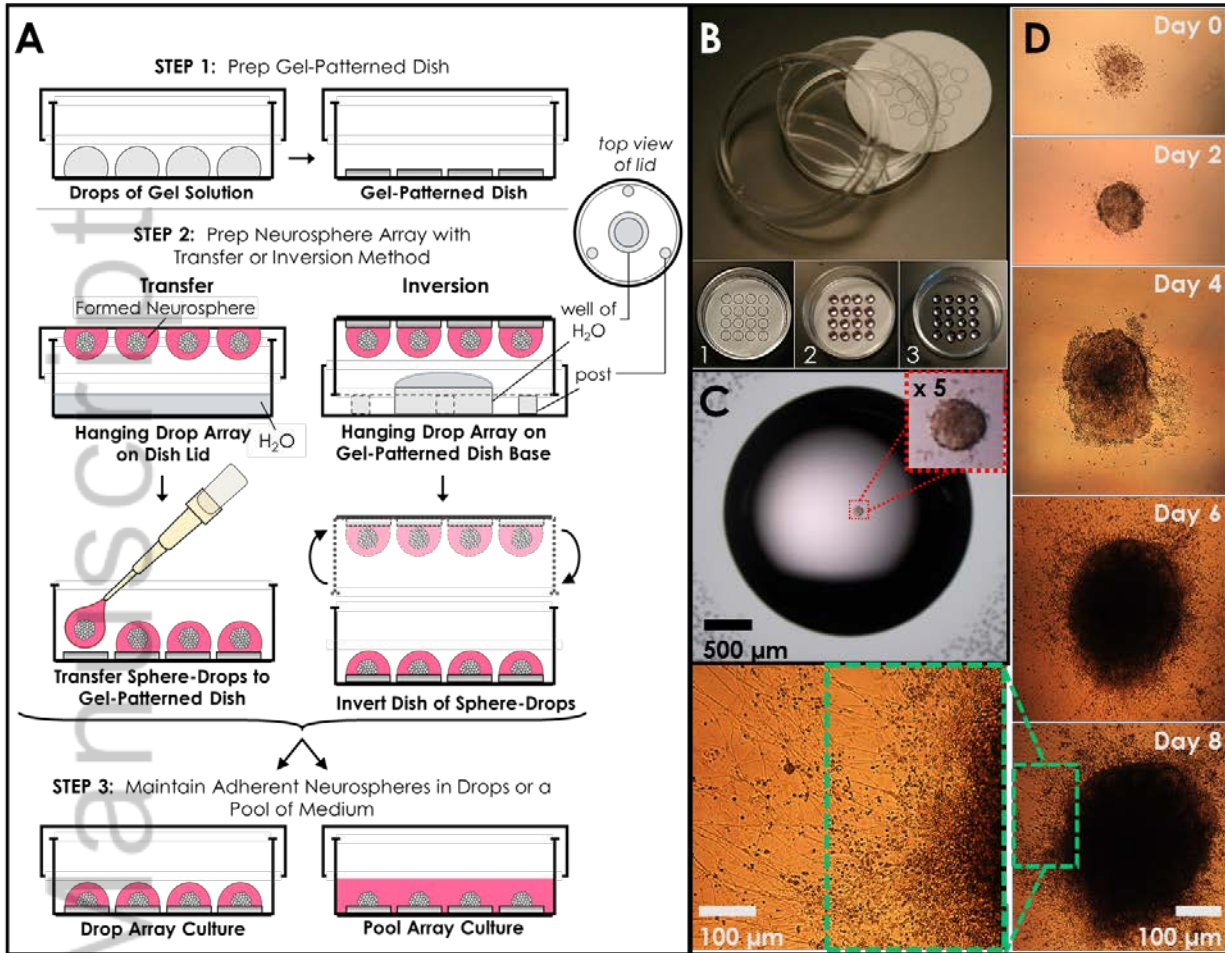 A
STEP 1: Prep Gel-Patterned Dish
Drops of Gel Solution
Gel-Patterned Dish
top view
of lid
STEP 2: Prep Neurosphere Array with
Transfer or Inversion Method
Transfer
Inversion
Formed Neurosphere
well of
H₂O
post
H₂O
Hanging Drop Array
on Dish Lid
Hanging Drop Array on
Gel-Patterned Dish Base
Transfer Sphere-Drops to
Gel-Patterned Dish
Invert Dish of Sphere-Drops
STEP 3: Maintain Adherent Neurospheres in Drops or a
Pool of Medium
Drop Array Culture
Pool Array Culture
Manuscript
B
1
2
3
C
x 5
500 µm
100 µm
D
Day 0
Day 2
Day 4
Day 6
Day 8
100 µm